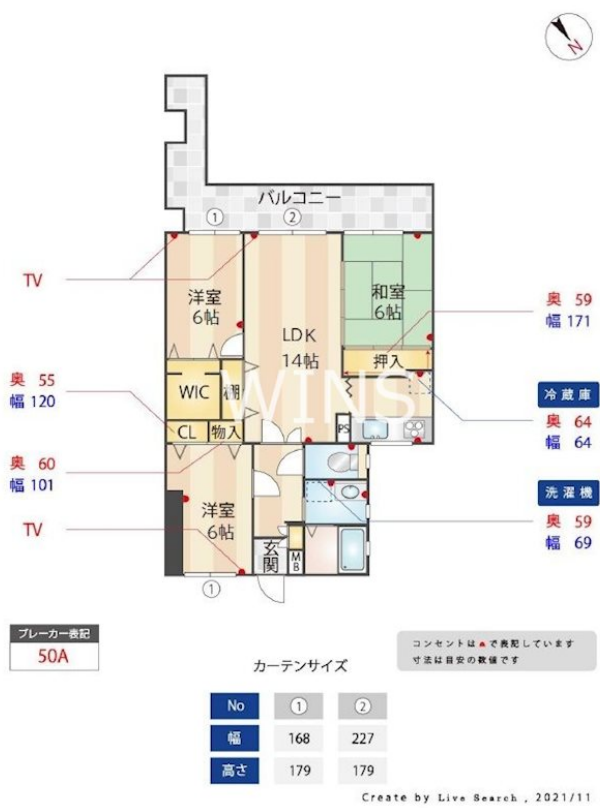 N
バルコニー
① ②
TV
洋室
6帖
和室
6帖
奥 59
幅 171
LDK
14帖
押入
奥 55
幅 120
WIC
棚
WINS
冷蔵庫
奥 64
幅 64
CL
物入
PS
奥 60
幅 101
洗濯機
奥 59
幅 69
洋室
6帖
TV
玄関
MB
①
ブレーカー表記
50A
コンセントは で表記しています
寸法は目安の数値です
カーテンサイズ
No ① ②
幅 168 227
高さ 179 179
Create by Live Search , 2021/11